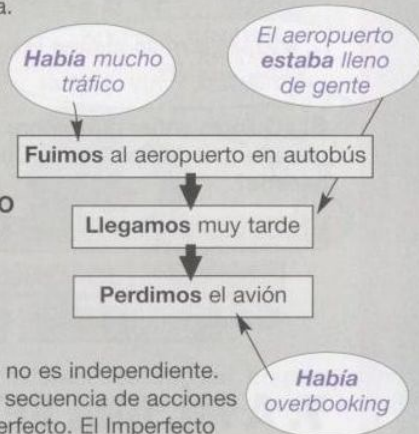 a.
Había mucho
tráfico
El aeropuerto
estaba lleno
de gente
Fuimos al aeropuerto en autobús
O
Llegamos muy tarde
Perdimos el avión
no es independiente.
secuencia de acciones
erfecto. El Imperfecto
Había
overbooking